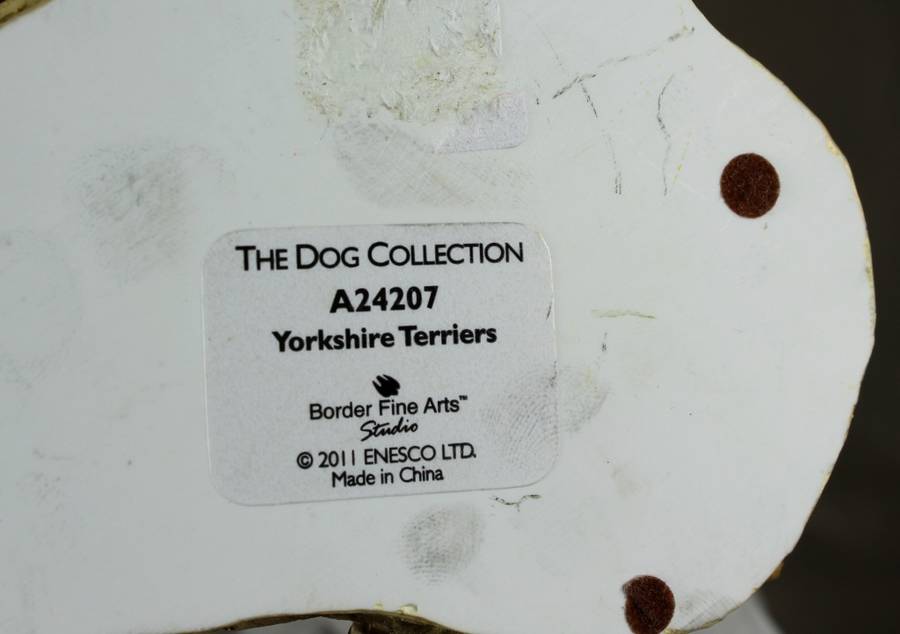 THE DOG COLLECTION
A24207
Yorkshire Terriers
Border Fine Arts™
Studio
© 2011 ENESCO LTD.
Made in China